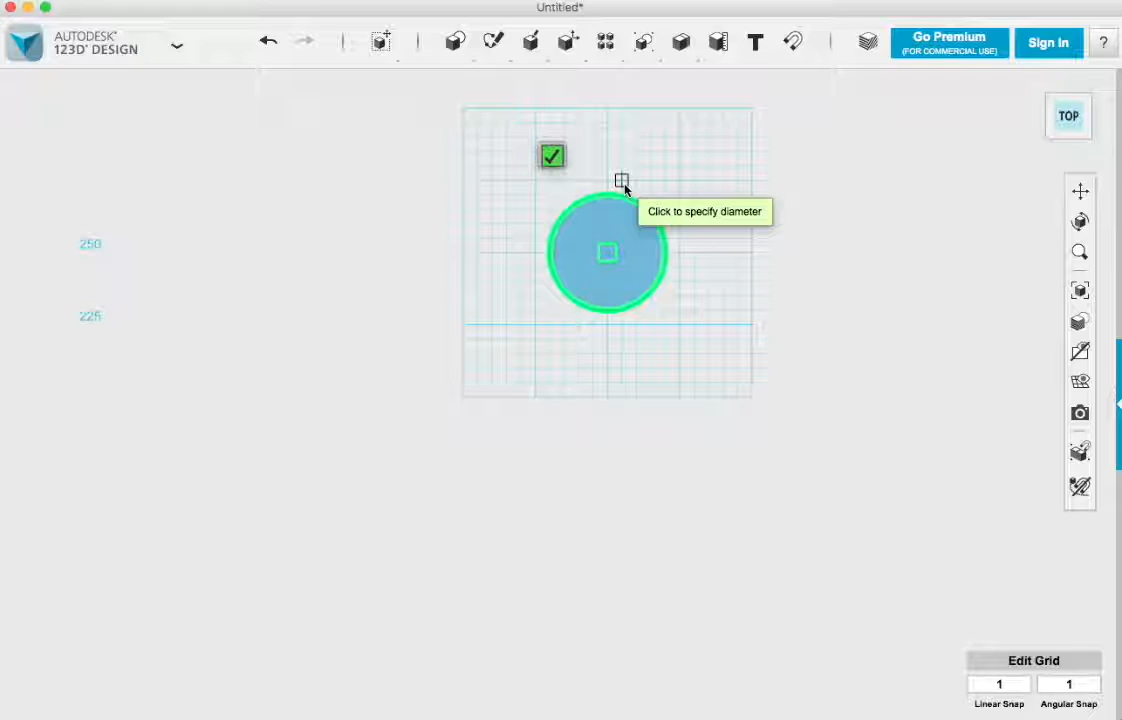 Untitled*
AUTODESK®
123D® DESIGN
T
Go Premium
(FOR COMMERCIAL USE)
Sign In
?
TOP
Click to specify diameter
250
225
Edit Grid
1
1
Linear Snap
Angular Snap